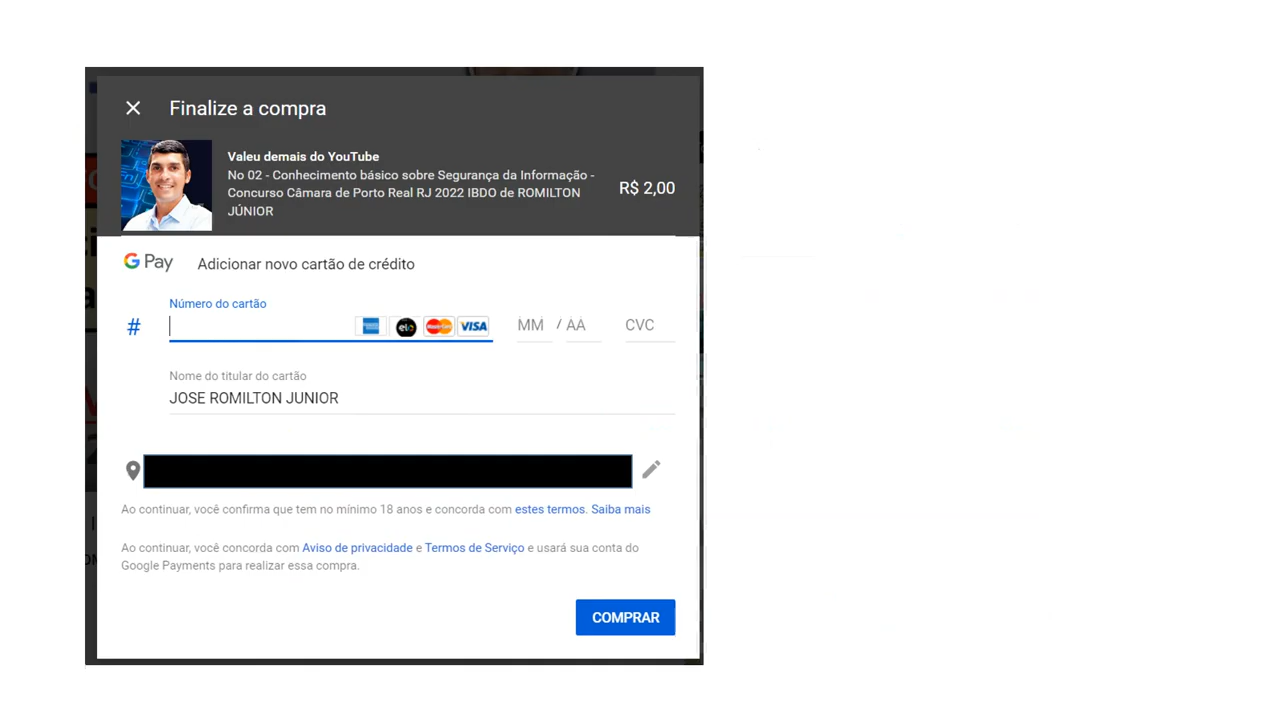 Finalize a compra
Valeu demais do YouTube
No 02 - Conhecimento básico sobre Segurança da Informação -
Concurso Câmara de Porto Real RJ 2022 IBDO de ROMILTON
JÚNIOR
R$ 2,00
G Pay
Adicionar novo cartão de crédito
Número do cartão
#
elo
MasterCard
VISA
MM / AA
CVC
Nome do titular do cartão
JOSE ROMILTON JUNIOR
Ao continuar, você confirma que tem no mínimo 18 anos e concorda com estes termos. Saiba mais
Ao continuar, você concorda com Aviso de privacidade e Termos de Serviço e usará sua conta do
Google Payments para realizar essa compra.
COMPRAR